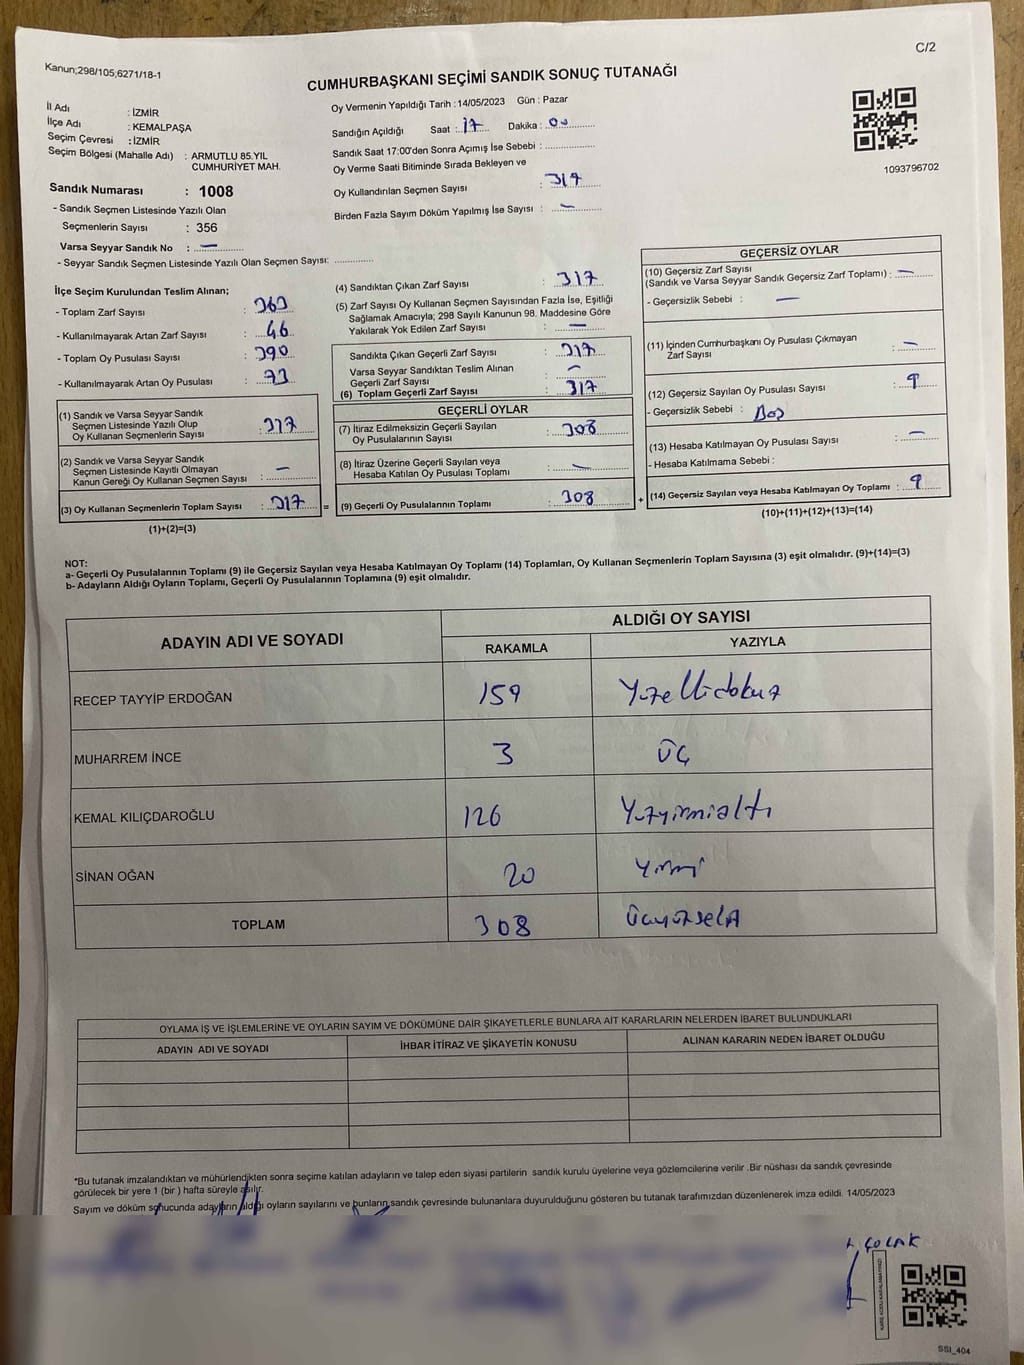 Kanun;298/105,6271/18-1
C/2
CUMHURBAŞKANI SEÇİMİ SANDIK SONUÇ TUTANAĞI
İl Adı : İZMİR
İlçe Adı : KEMALPAŞA
Seçim Çevresi : İZMİR
Seçim Bölgesi (Mahalle Adı) : ARMUTLU 85.YIL
CUMHURİYET MAH.
Sandık Numarası : 1008
- Sandık Seçmen Listesinde Yazılı Olan
Seçmenlerin Sayısı : 356
Varsa Seyyar Sandık No : —
- Seyyar Sandık Seçmen Listesinde Yazılı Olan Seçmen Sayısı:
Oy Vermenin Yapıldığı Tarih : 14/05/2023 Gün : Pazar
Sandığın Açıldığı Saat : 17 Dakika : 00
Sandık Saat 17:00'den Sonra Açımış İse Sebebi :
Oy Verme Saati Bitiminde Sırada Bekleyen ve
Oy Kullandırılan Seçmen Sayısı : 317
Birden Fazla Sayım Döküm Yapılmış İse Sayısı : —
1093796702
İlçe Seçim Kurulundan Teslim Alınan;
- Toplam Zarf Sayısı : 363
- Kullanılmayarak Artan Zarf Sayısı : 46
- Toplam Oy Pusulası Sayısı : 390
- Kullanılmayarak Artan Oy Pusulası : 73
(1) Sandık ve Varsa Seyyar Sandık
Seçmen Listesinde Yazılı Olup
Oy Kullanan Seçmenlerin Sayısı : 317
(2) Sandık ve Varsa Seyyar Sandık
Seçmen Listesinde Kayıtlı Olmayan
Kanun Gereği Oy Kullanan Seçmen Sayısı : —
(3) Oy Kullanan Seçmenlerin Toplam Sayısı : 317 =
(1)+(2)=(3)
(4) Sandıktan Çıkan Zarf Sayısı : 317
(5) Zarf Sayısı Oy Kullanan Seçmen Sayısından Fazla İse, Eşitliği
Sağlamak Amacıyla; 298 Sayılı Kanunun 98. Maddesine Göre
Yakılarak Yok Edilen Zarf Sayısı : —
Sandıkta Çıkan Geçerli Zarf Sayısı : 317
Varsa Seyyar Sandıktan Teslim Alınan
Geçerli Zarf Sayısı : —
(6) Toplam Geçerli Zarf Sayısı : 317
GEÇERLİ OYLAR
(7) İtiraz Edilmeksizin Geçerli Sayılan
Oy Pusulalarının Sayısı : 308
(8) İtiraz Üzerine Geçerli Sayılan veya
Hesaba Katılan Oy Pusulası Toplamı : —
(9) Geçerli Oy Pusulalarının Toplamı : 308 +
GEÇERSİZ OYLAR
(10) Geçersiz Zarf Sayısı
(Sandık ve Varsa Seyyar Sandık Geçersiz Zarf Toplamı) : —
- Geçersizlik Sebebi : —
(11) İçinden Cumhurbaşkanı Oy Pusulası Çıkmayan
Zarf Sayısı : —
(12) Geçersiz Sayılan Oy Pusulası Sayısı : 9
- Geçersizlik Sebebi : Boş
(13) Hesaba Katılmayan Oy Pusulası Sayısı : —
- Hesaba Katılmama Sebebi :
(14) Geçersiz Sayılan veya Hesaba Katılmayan Oy Toplamı : 9
(10)+(11)+(12)+(13)=(14)
NOT:
a- Geçerli Oy Pusulalarının Toplamı (9) ile Geçersiz Sayılan veya Hesaba Katılmayan Oy Toplamı (14) Toplamları, Oy Kullanan Seçmenlerin Toplam Sayısına (3) eşit olmalıdır. (9)+(14)=(3)
b- Adayların Aldığı Oyların Toplamı, Geçerli Oy Pusulalarının Toplamına (9) eşit olmalıdır.
ADAYIN ADI VE SOYADI
ALDIĞI OY SAYISI
RAKAMLA YAZIYLA
RECEP TAYYİP ERDOĞAN 159 Yüzellidokuz
MUHARREM İNCE 3 ÜÇ
KEMAL KILIÇDAROĞLU 126 Yüzyirmialtı
SİNAN OĞAN 20 Yirmi
TOPLAM 308 Üçyüzsekiz
OYLAMA İŞ VE İŞLEMLERİNE VE OYLARIN SAYIM VE DÖKÜMÜNE DAİR ŞİKAYETLERLE BUNLARA AİT KARARLARIN NELERDEN İBARET BULUNDUKLARI
ADAYIN ADI VE SOYADI İHBAR İTİRAZ VE ŞİKAYETİN KONUSU ALINAN KARARIN NEDEN İBARET OLDUĞU
*Bu tutanak imzalandıktan ve mühürlendikten sonra seçime katılan adayların ve talep eden siyasi partilerin sandık kurulu üyelerine veya gözlemcilerine verilir .Bir nüshası da sandık çevresinde
görülecek bir yere 1 (bir ) hafta süreyle asılır.
Sayım ve döküm sonucunda adayların aldığı oyların sayılarını ve bunların sandık çevresinde bulunanlara duyurulduğunu gösteren bu tutanak tarafımızdan düzenlenerek imza edildi. 14/05/2023
ÇOLAK
SSI_404